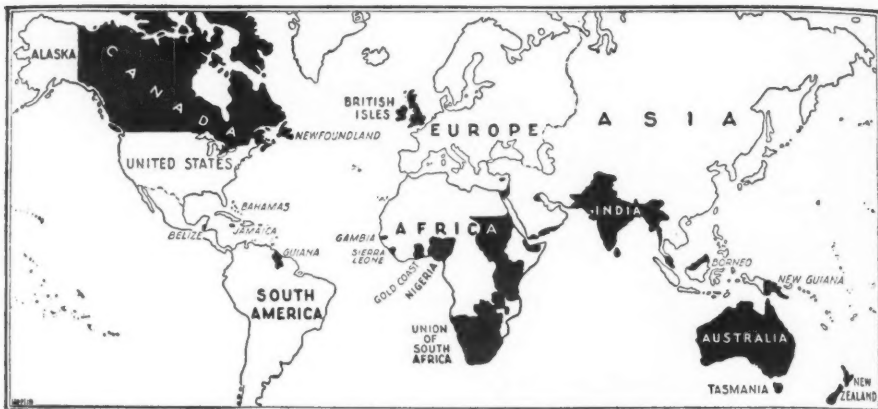 ALASKA
CANADA
NEWFOUNDLAND
UNITED STATES
BAHAMAS
JAMAICA
BELIZE
GUIANA
SOUTH
AMERICA
BRITISH
ISLES
EUROPE
ASIA
AFRICA
GAMBIA
SIERRA
LEONE
GOLD COAST
NIGERIA
UNION OF
SOUTH
AFRICA
INDIA
BORNEO
NEW GUIANA
AUSTRALIA
TASMANIA
NEW
ZEALAND